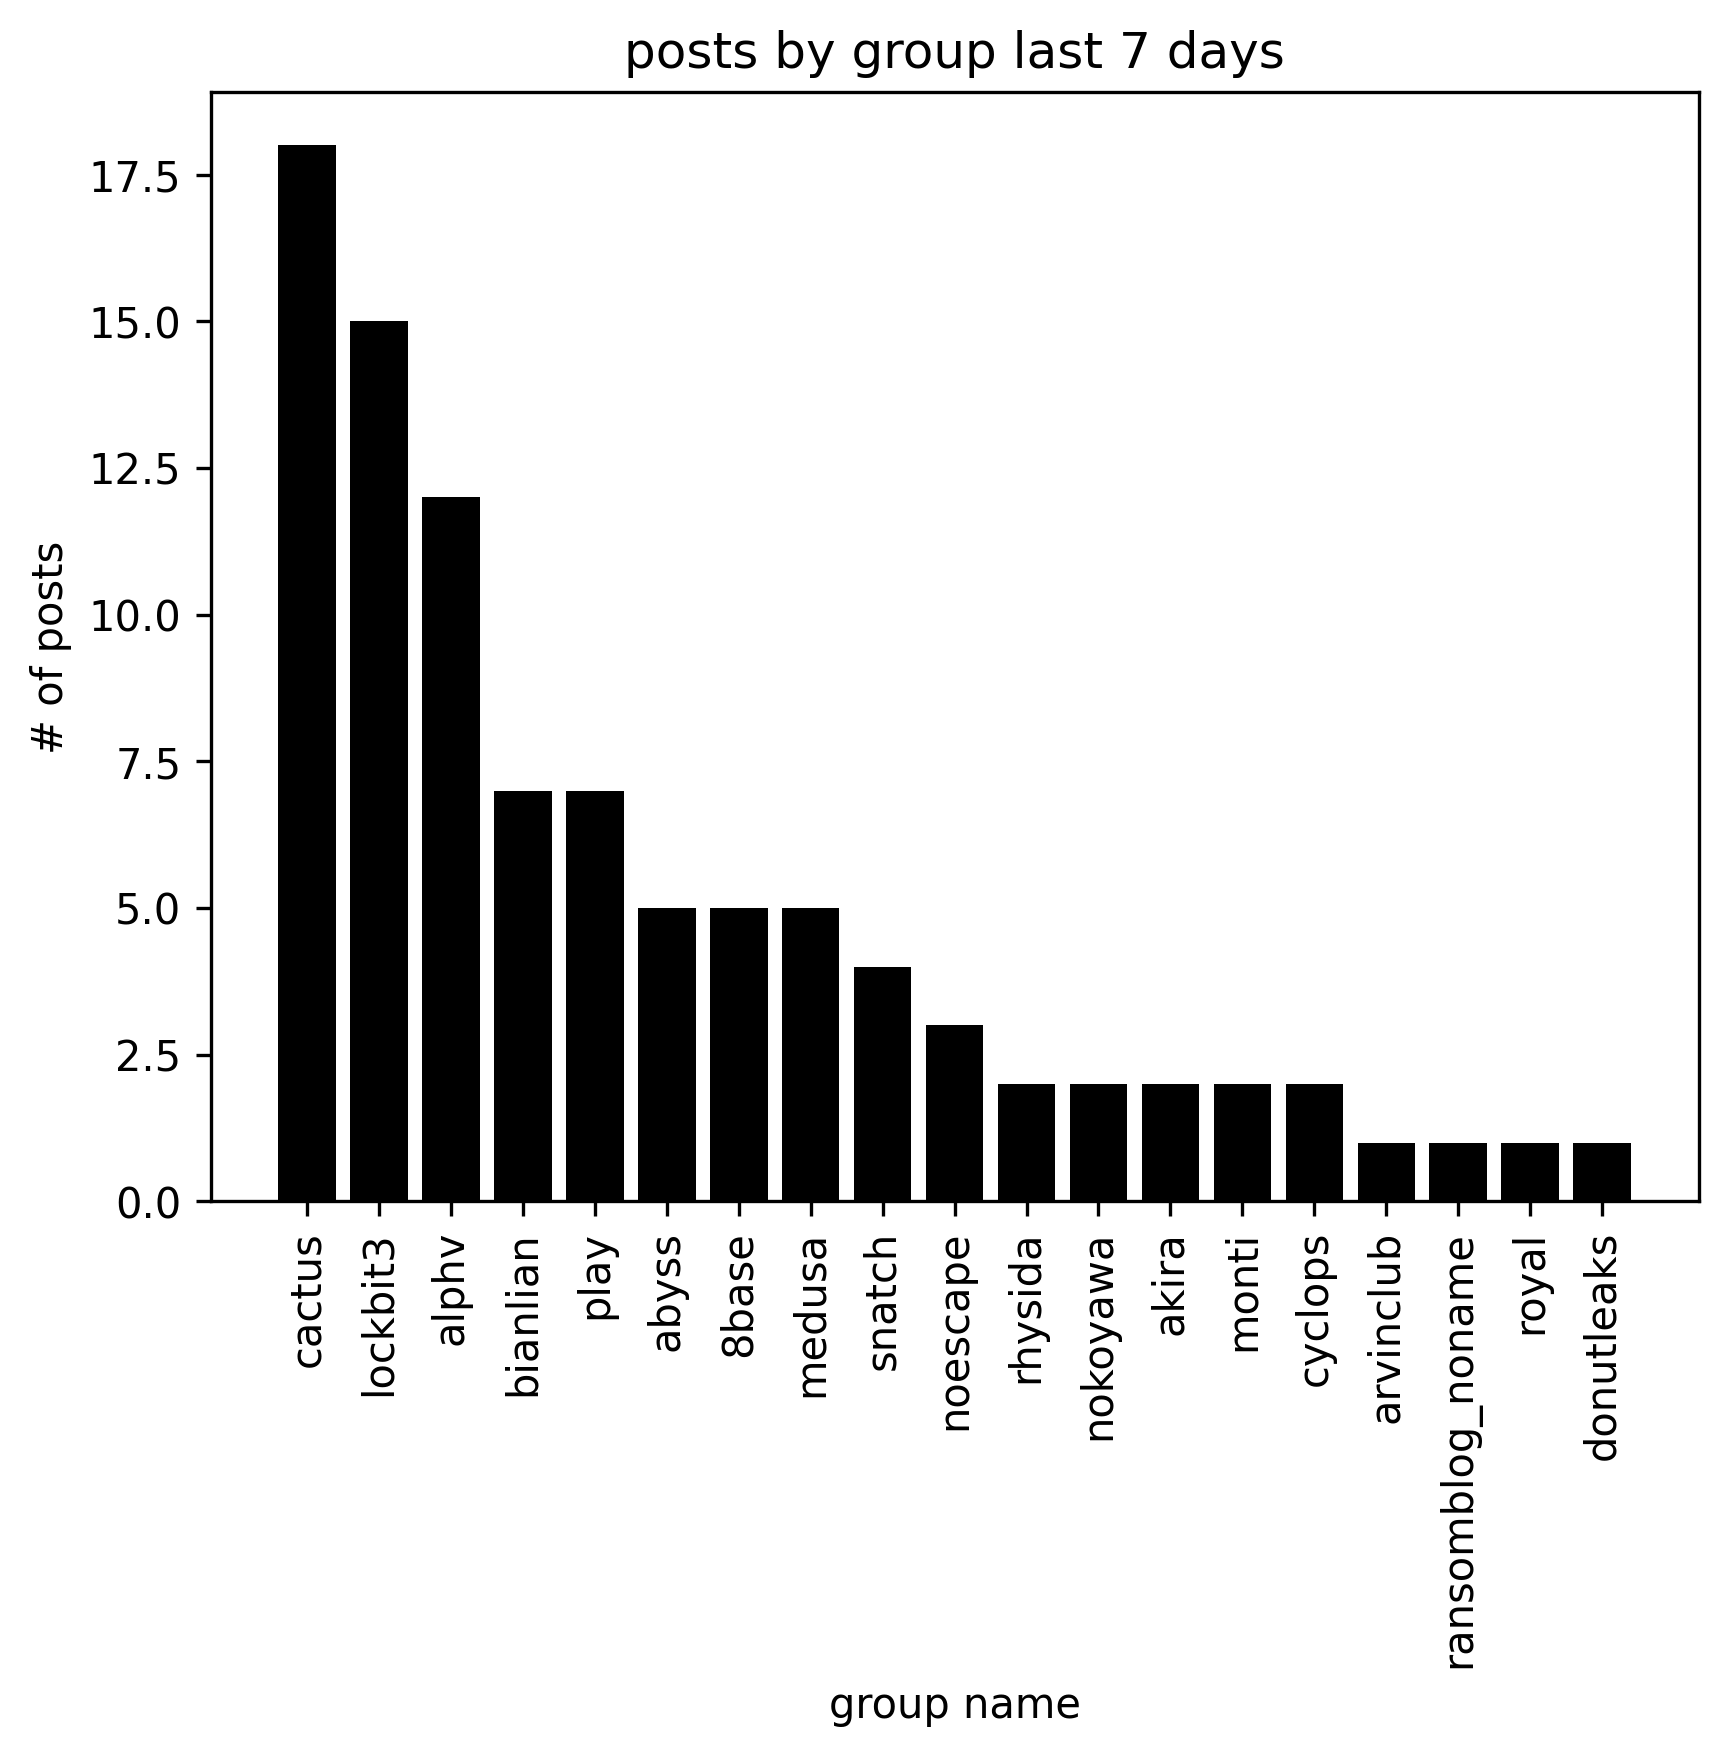 posts by group last 7 days
17.5
15.0
12.5
10.0
7.5
5.0
2.5
0.0
# of posts
cactus
lockbit3
alphv
bianlian
play
abyss
8base
medusa
snatch
noescape
rhysida
nokoyawa
akira
monti
cyclops
arvinclub
ransomblog_noname
royal
donutleaks
group name